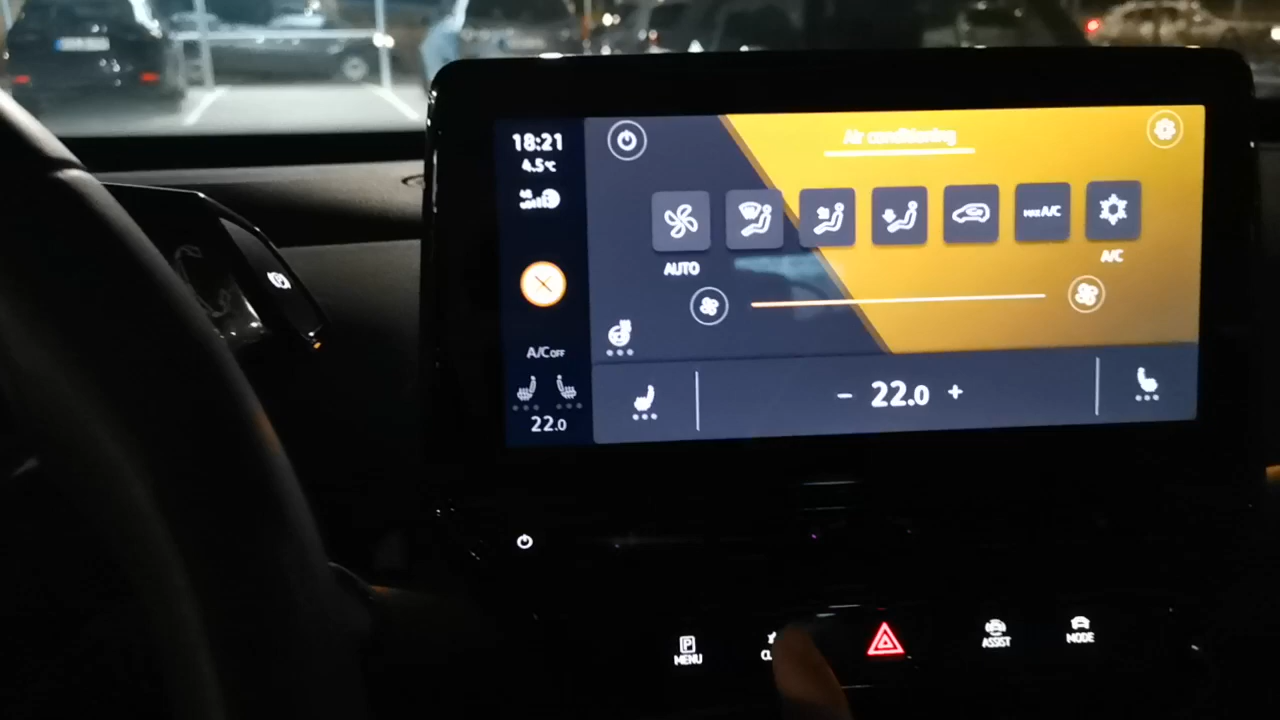 18:21
4.5°C
Air conditioning
MAX A/C
AUTO
A/C
A/C OFF
22.0
- 22.0 +
P
MENU
ASSIST
MODE